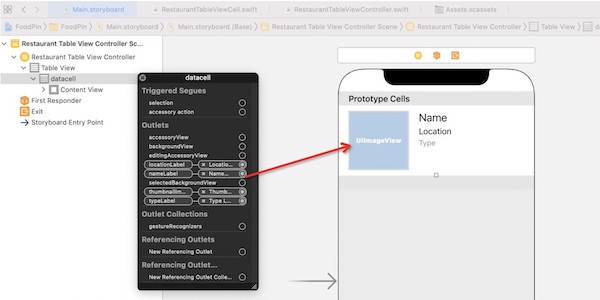 Main.storyboard
RestaurantTableViewCell.swift
RestaurantTableViewController.swift
Assets.xcassets
FoodPin
FoodPin
Main.storyboard
Main.storyboard (Base)
Restaurant Table View Controller Scene
Restaurant Table View Controller
Table View
datacell
Restaurant Table View Controller Sce...
Restaurant Table View Controller
Table View
datacell
Content View
First Responder
Exit
Storyboard Entry Point
datacell
Triggered Segues
selection
accessory action
Outlets
accessoryView
backgroundView
editingAccessoryView
locationLabel
Locatio...
nameLabel
Name...
selectedBackgroundView
thumbnailIm...
Thumb...
typeLabel
Type L...
Outlet Collections
gestureRecognizers
Referencing Outlets
New Referencing Outlet
Referencing Outlet...
New Referencing Outlet Colle...
Prototype Cells
UIImageView
Name
Location
Type